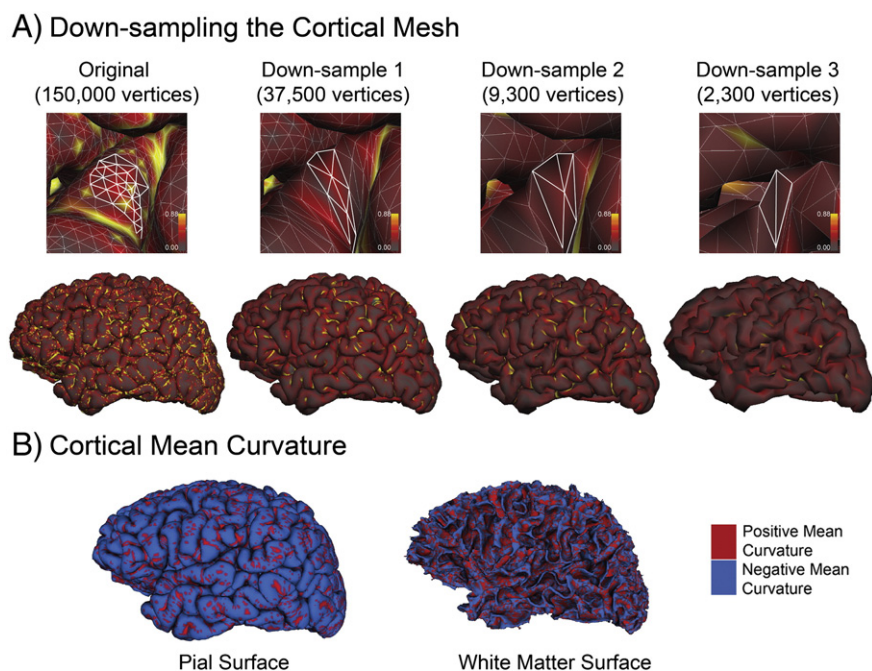 A) Down-sampling the Cortical Mesh
Original
(150,000 vertices)
Down-sample 1
(37,500 vertices)
Down-sample 2
(9,300 vertices)
Down-sample 3
(2,300 vertices)
0.88
0.00
0.88
0.00
0.88
0.00
0.88
0.00
B) Cortical Mean Curvature
Positive Mean
Curvature
Negative Mean
Curvature
Pial Surface
White Matter Surface